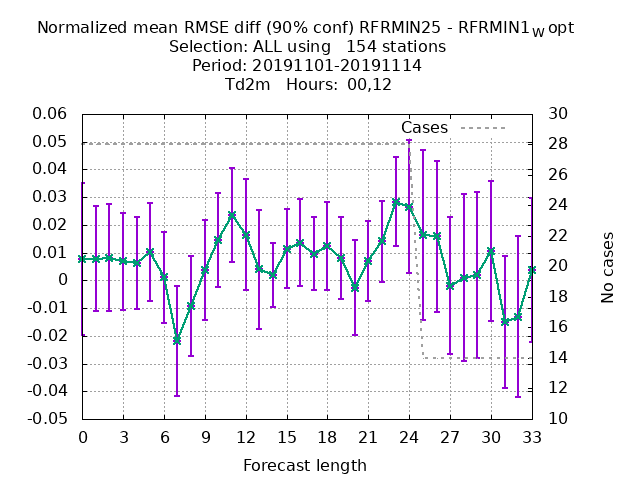 Normalized mean RMSE diff (90% conf) RFRMIN25 - RFRMIN1w opt
Selection: ALL using   154 stations
Period: 20191101-20191114
Td2m   Hours:  00,12
0.06
0.05
0.04
0.03
0.02
0.01
0
-0.01
-0.02
-0.03
-0.04
-0.05
Cases
30
28
26
24
22
20
18
16
14
12
10
No cases
0 3 6 9 12 15 18 21 24 27 30 33
Forecast length